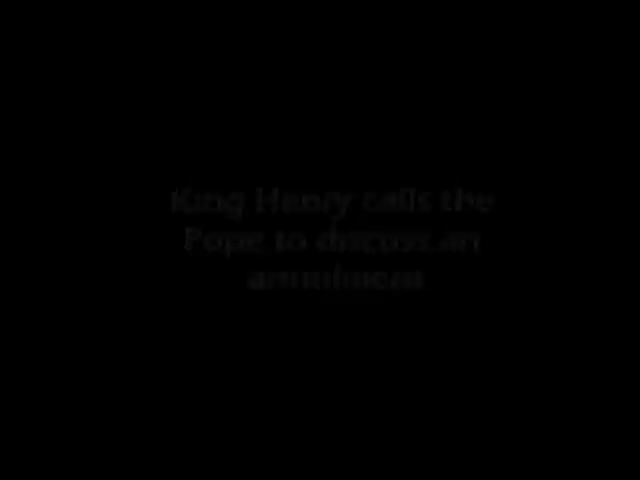 King Henry calls the
Pope to discuss an
annulment